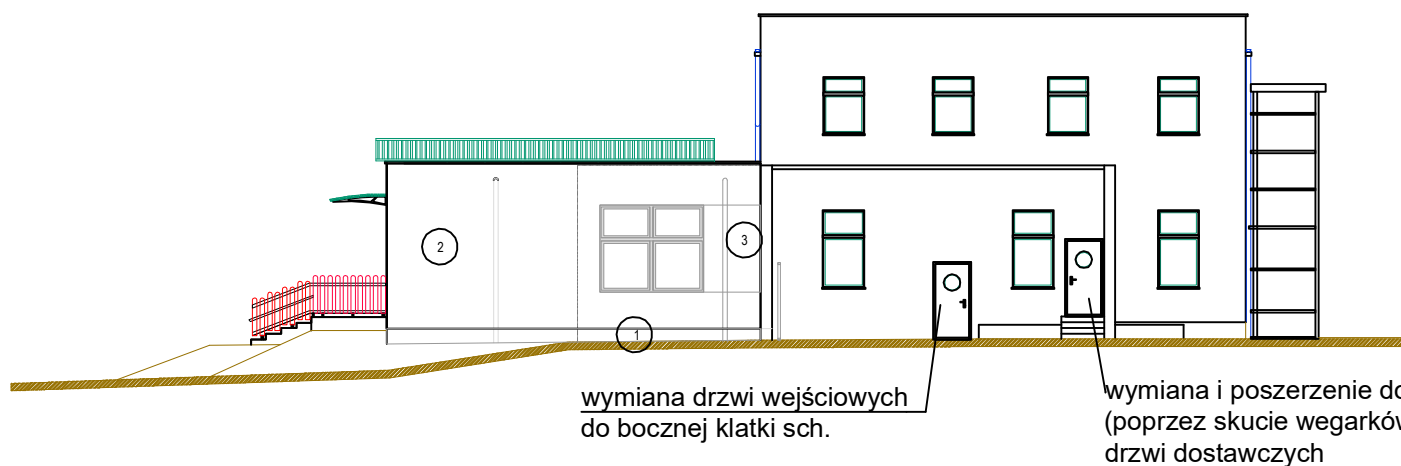 2
3
1
wymiana drzwi wejściowych
do bocznej klatki sch.
wymiana i poszerzenie do
(poprzez skucie wegarków
drzwi dostawczych